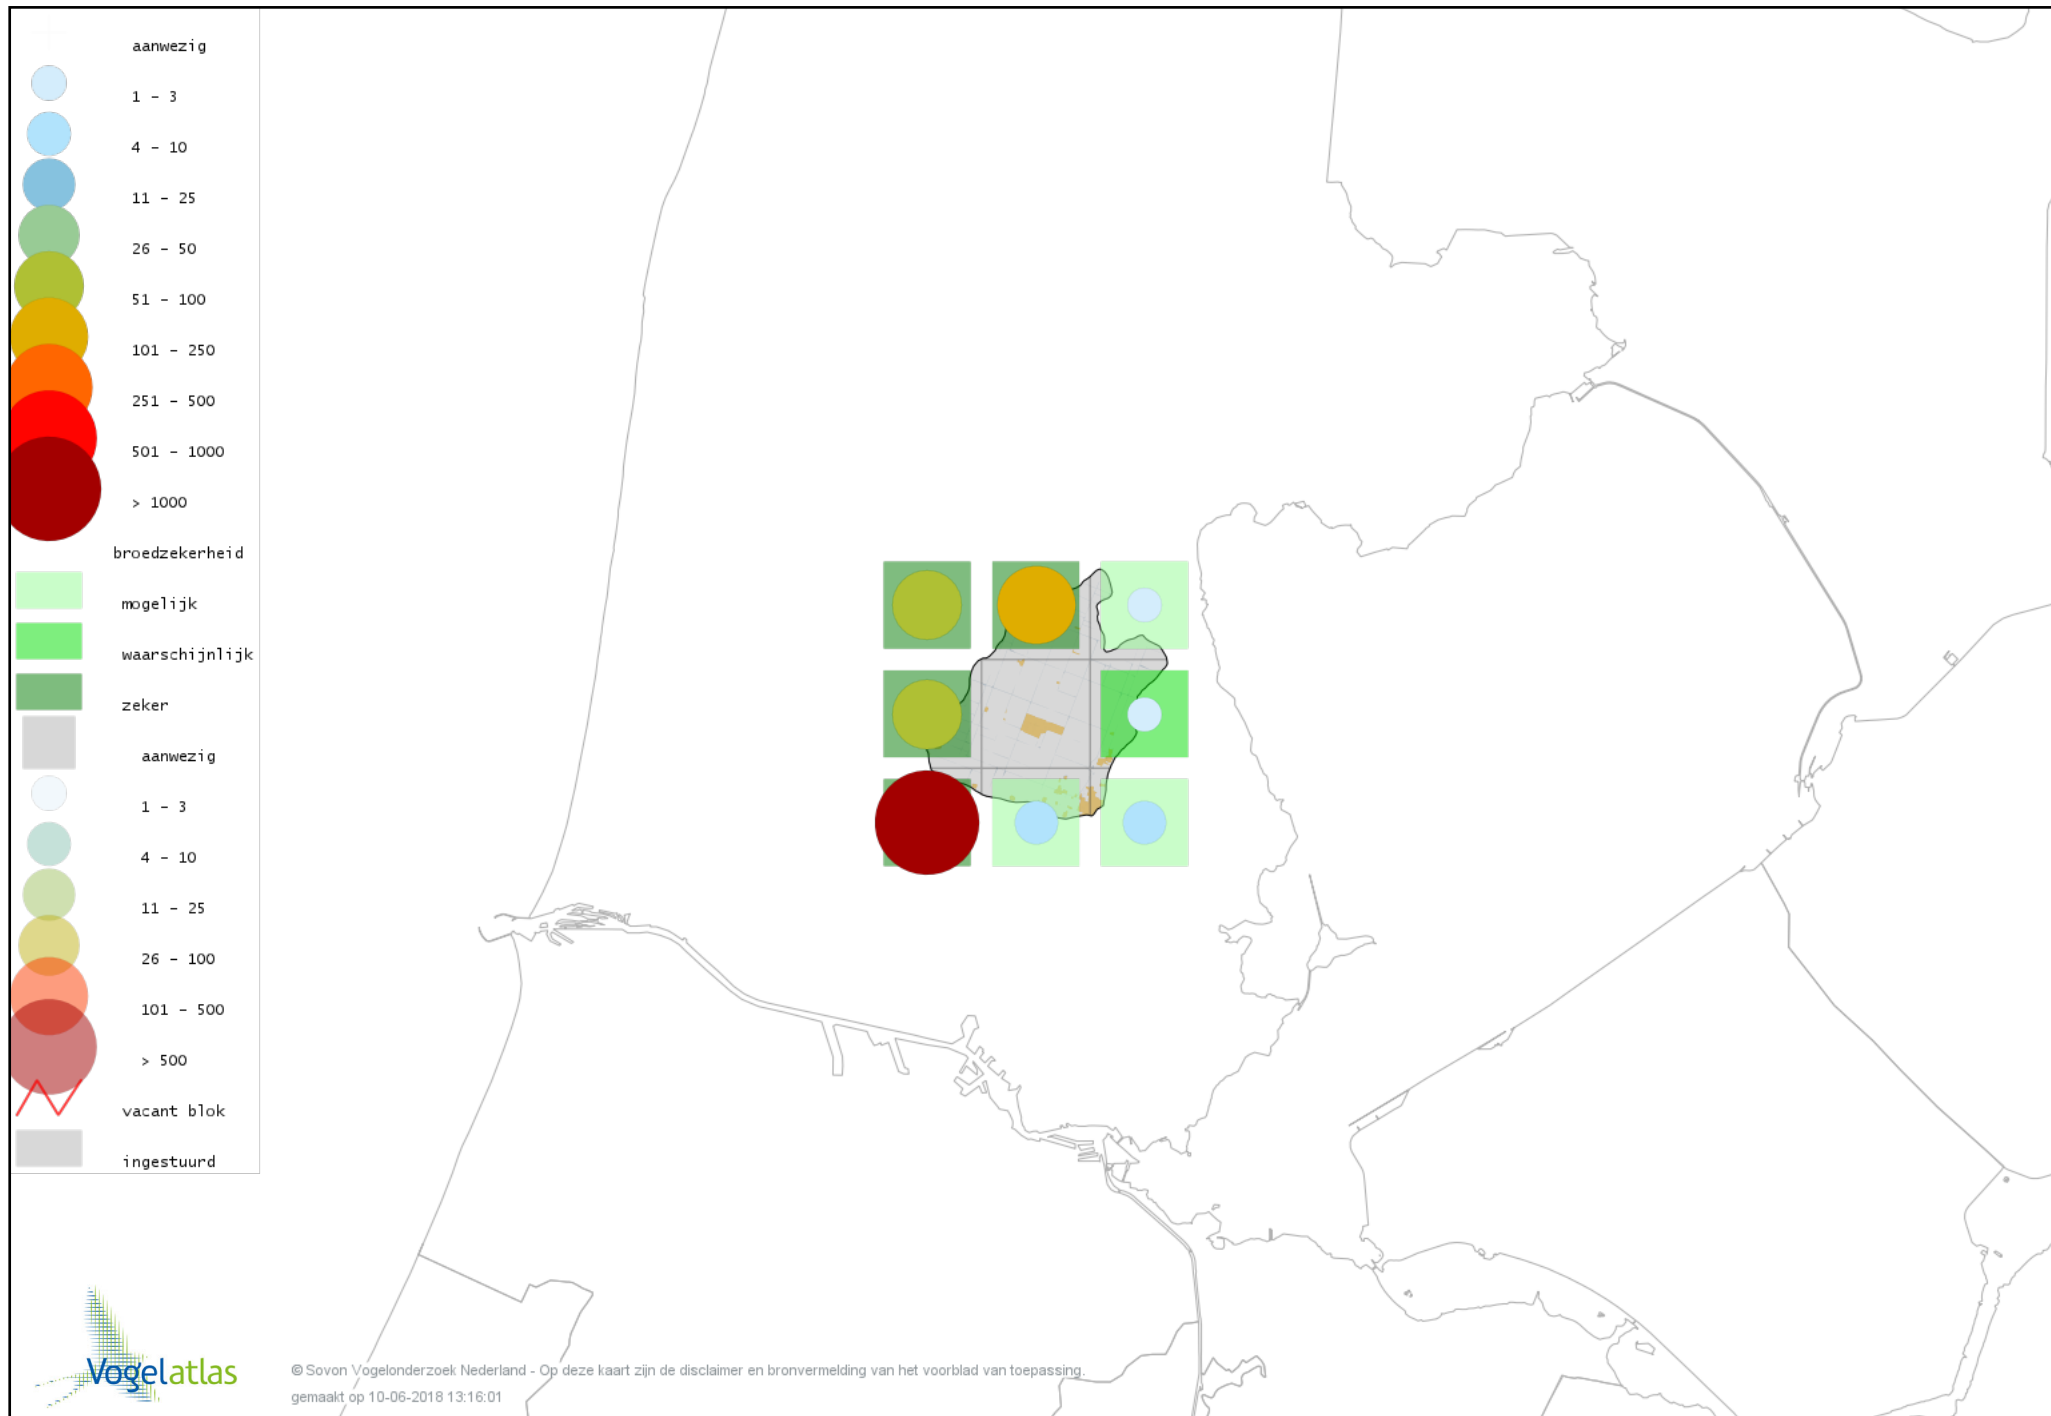 aanwezig
1 - 3
4 - 10
11 - 25
26 - 50
51 - 100
101 - 250
251 - 500
501 - 1000
> 1000
broedzekerheid
mogelijk
waarschijnlijk
zeker
aanwezig
1 - 3
4 - 10
11 - 25
26 - 100
101 - 500
> 500
vacant blok
ingestuurd
Vogelatlas
© Sovon Vogelonderzoek Nederland - Op deze kaart zijn de disclaimer en bronvermelding van het voorblad van toepassing.
gemaakt op 10-06-2018 13:16:01